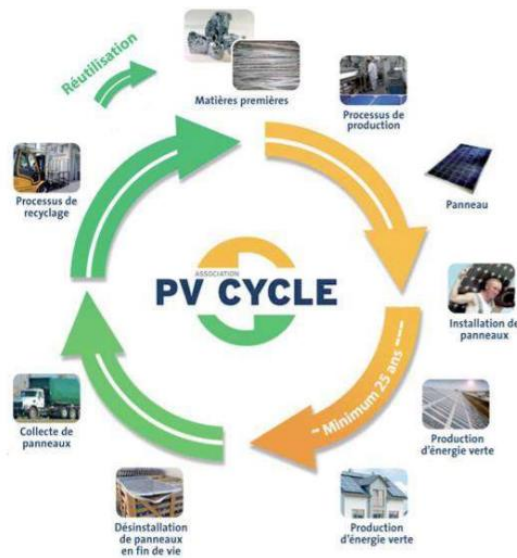 Réutilisation
Matières premières
Processus de
production
Panneau
Installation de
panneaux
– Minimum 25 ans –
Production
d'énergie verte
Production
d'énergie verte
Désinstallation
de panneaux
en fin de vie
Collecte de
panneaux
Processus de
recyclage
ASSOCIATION
PV CYCLE